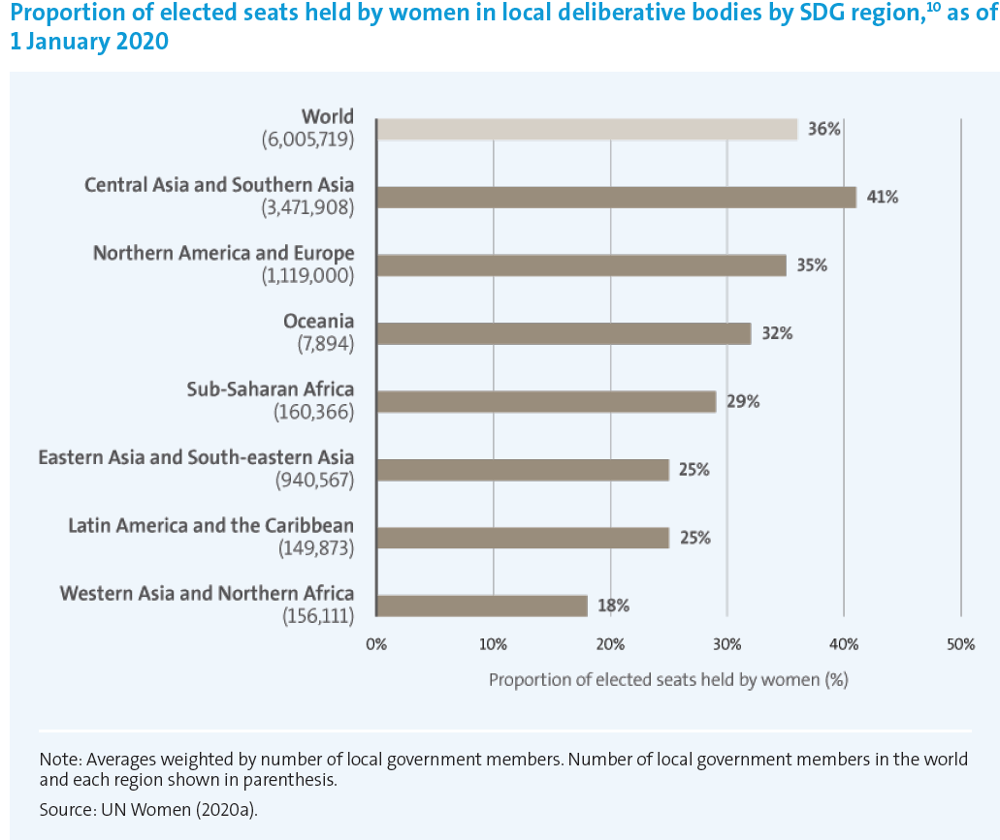 Proportion of elected seats held by women in local deliberative bodies by SDG region,¹⁰ as of
1 January 2020
World
(6,005,719)
36%
Central Asia and Southern Asia
(3,471,908)
41%
Northern America and Europe
(1,119,000)
35%
Oceania
(7,894)
32%
Sub-Saharan Africa
(160,366)
29%
Eastern Asia and South-eastern Asia
(940,567)
25%
Latin America and the Caribbean
(149,873)
25%
Western Asia and Northern Africa
(156,111)
18%
0% 10% 20% 30% 40% 50%
Proportion of elected seats held by women (%)
Note: Averages weighted by number of local government members. Number of local government members in the world
and each region shown in parenthesis.
Source: UN Women (2020a).